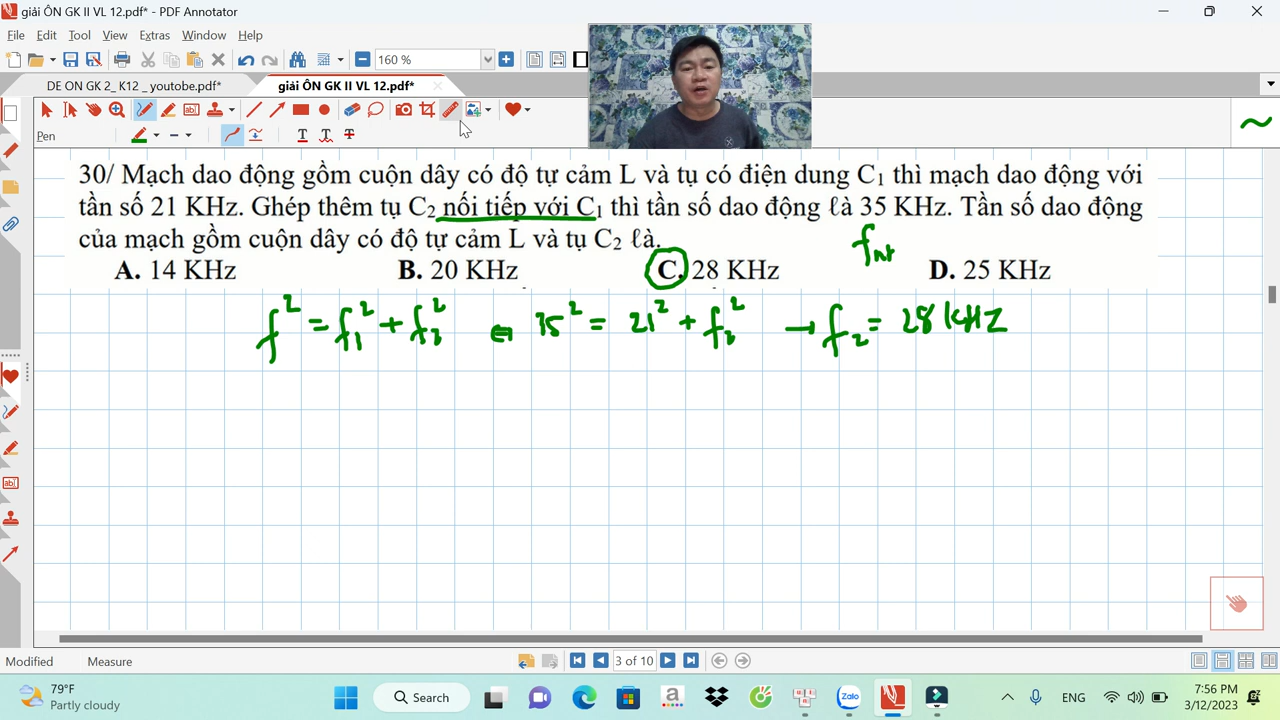 giải ÔN GK II VL 12.pdf* - PDF Annotator
File Edit Tool View Extras Window Help
160 %
DE ON GK 2_ K12 _ youtobe.pdf*
giải ÔN GK II VL 12.pdf*
Pen
30/ Mạch dao động gồm cuộn dây có độ tự cảm L và tụ có điện dung C₁ thì mạch dao động với
tần số 21 KHz. Ghép thêm tụ C₂ nối tiếp với C₁ thì tần số dao động ℓà 35 KHz. Tần số dao động
của mạch gồm cuộn dây có độ tự cảm L và tụ C₂ ℓà.
f nt
A. 14 KHz B. 20 KHz C. 28 KHz D. 25 KHz
f² = f₁² + f₂² ⇔ 35² = 21² + f₂² → f₂ = 28 KHZ
Modified Measure 3 of 10
79°F
Partly cloudy
Search
Zalo
ENG
7:56 PM
3/12/2023